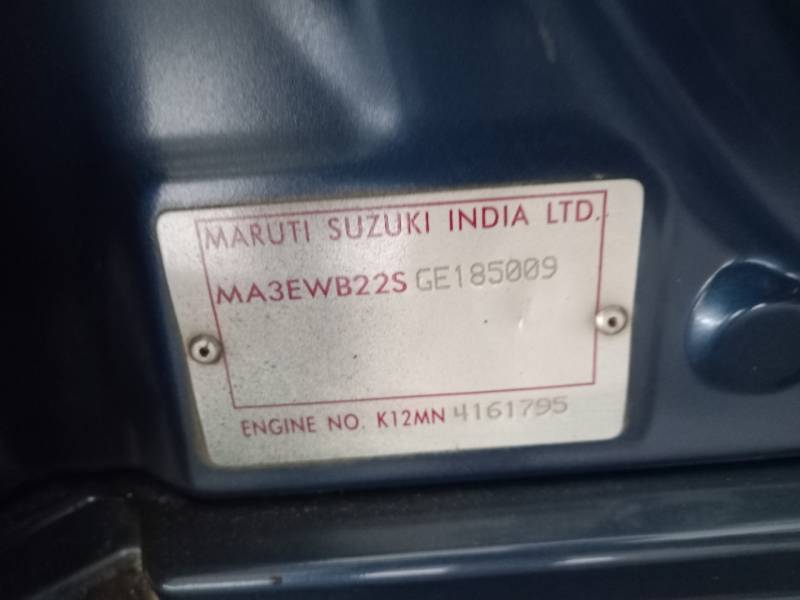 MARUTI SUZUKI INDIA LTD.
MA3EWB22S GE185009
ENGINE NO. K12MN 4161795